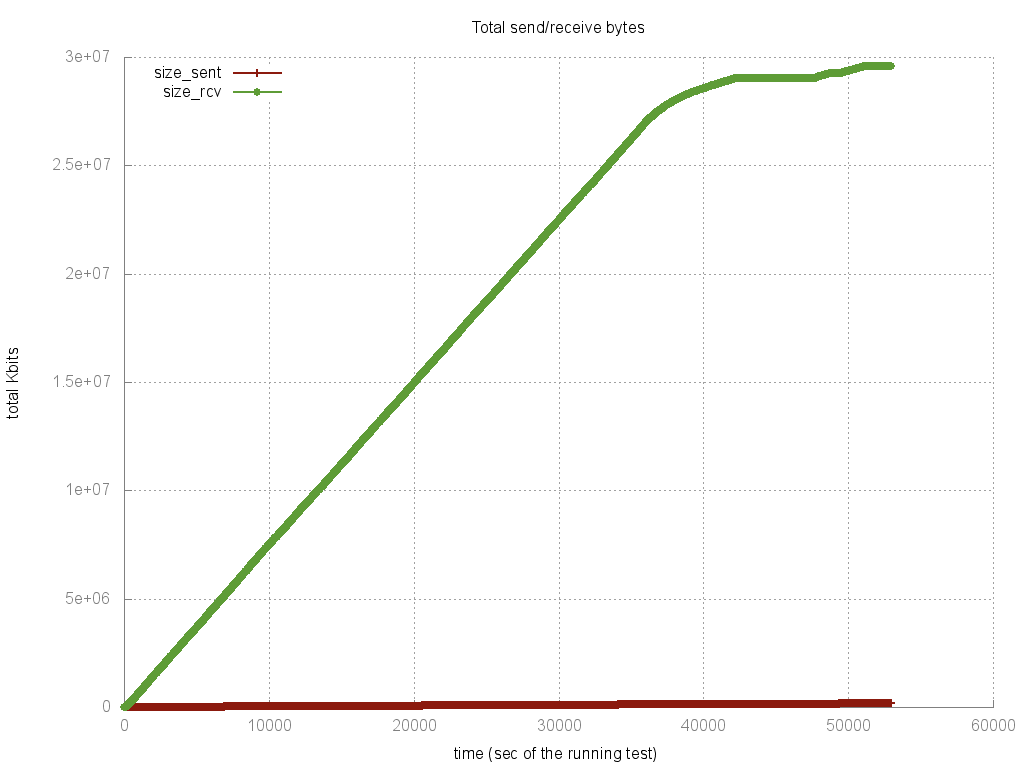 Total send/receive bytes
size_sent
size_rcv
total Kbits
3e+07
2.5e+07
2e+07
1.5e+07
1e+07
5e+06
0
0 10000 20000 30000 40000 50000 60000
time (sec of the running test)